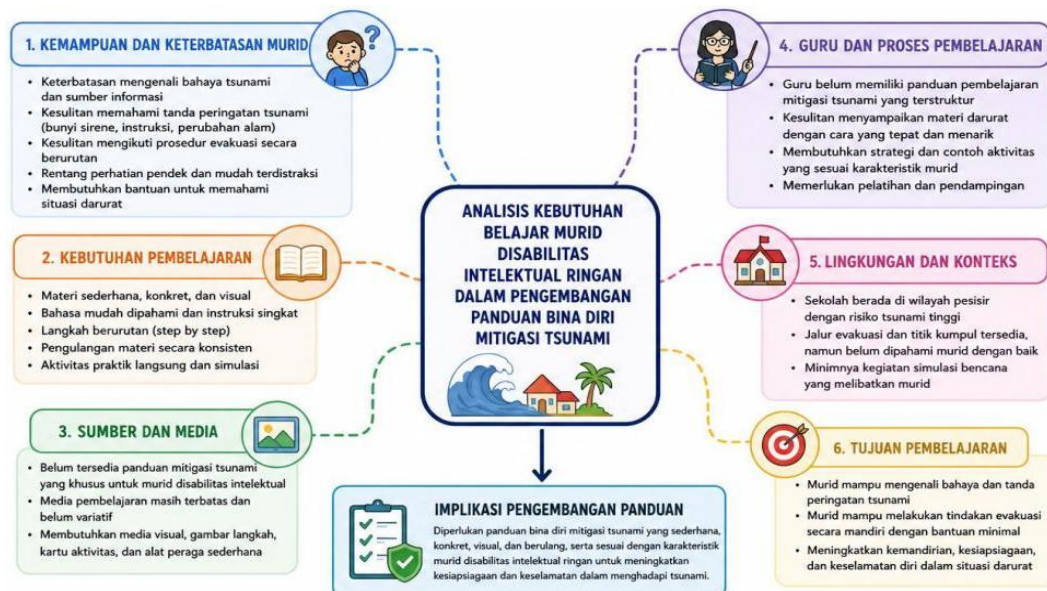 1. KEMAMPUAN DAN KETERBATASAN MURID
• Keterbatasan mengenali bahaya tsunami
dan sumber informasi
• Kesulitan memahami tanda peringatan tsunami
(bunyi sirene, instruksi, perubahan alam)
• Kesulitan mengikuti prosedur evakuasi secara
berurutan
• Rentang perhatian pendek dan mudah terdistraksi
• Membutuhkan bantuan untuk memahami
situasi darurat
2. KEBUTUHAN PEMBELAJARAN
• Materi sederhana, konkret, dan visual
• Bahasa mudah dipahami dan instruksi singkat
• Langkah berurutan (step by step)
• Pengulangan materi secara konsisten
• Aktivitas praktik langsung dan simulasi
3. SUMBER DAN MEDIA
• Belum tersedia panduan mitigasi tsunami
yang khusus untuk murid disabilitas intelektual
• Media pembelajaran masih terbatas dan
belum variatif
• Membutuhkan media visual, gambar langkah,
kartu aktivitas, dan alat peraga sederhana
ANALISIS KEBUTUHAN
BELAJAR MURID
DISABILITAS
INTELEKTUAL RINGAN
DALAM PENGEMBANGAN
PANDUAN BINA DIRI
MITIGASI TSUNAMI
IMPLIKASI PENGEMBANGAN PANDUAN
Diperlukan panduan bina diri mitigasi tsunami yang sederhana,
konkret, visual, dan berulang, serta sesuai dengan karakteristik
murid disabilitas intelektual ringan untuk meningkatkan
kesiapsiagaan dan keselamatan dalam menghadapi tsunami.
4. GURU DAN PROSES PEMBELAJARAN
• Guru belum memiliki panduan pembelajaran
mitigasi tsunami yang terstruktur
• Kesulitan menyampaikan materi darurat
dengan cara yang tepat dan menarik
• Membutuhkan strategi dan contoh aktivitas
yang sesuai karakteristik murid
• Memerlukan pelatihan dan pendampingan
5. LINGKUNGAN DAN KONTEKS
• Sekolah berada di wilayah pesisir
dengan risiko tsunami tinggi
• Jalur evakuasi dan titik kumpul tersedia,
namun belum dipahami murid dengan baik
• Minimnya kegiatan simulasi bencana
yang melibatkan murid
6. TUJUAN PEMBELAJARAN
• Murid mampu mengenali bahaya dan tanda
peringatan tsunami
• Murid mampu melakukan tindakan evakuasi
secara mandiri dengan bantuan minimal
• Meningkatkan kemandirian, kesiapsiagaan,
dan keselamatan diri dalam situasi darurat